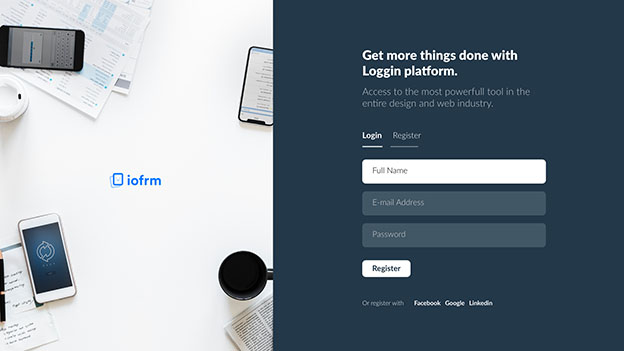 iofrm
Get more things done with
Loggin platform.
Access to the most powerfull tool in the
entire design and web industry.
Login Register
Full Name
E-mail Address
Password
Register
Or register with Facebook Google Linkedin